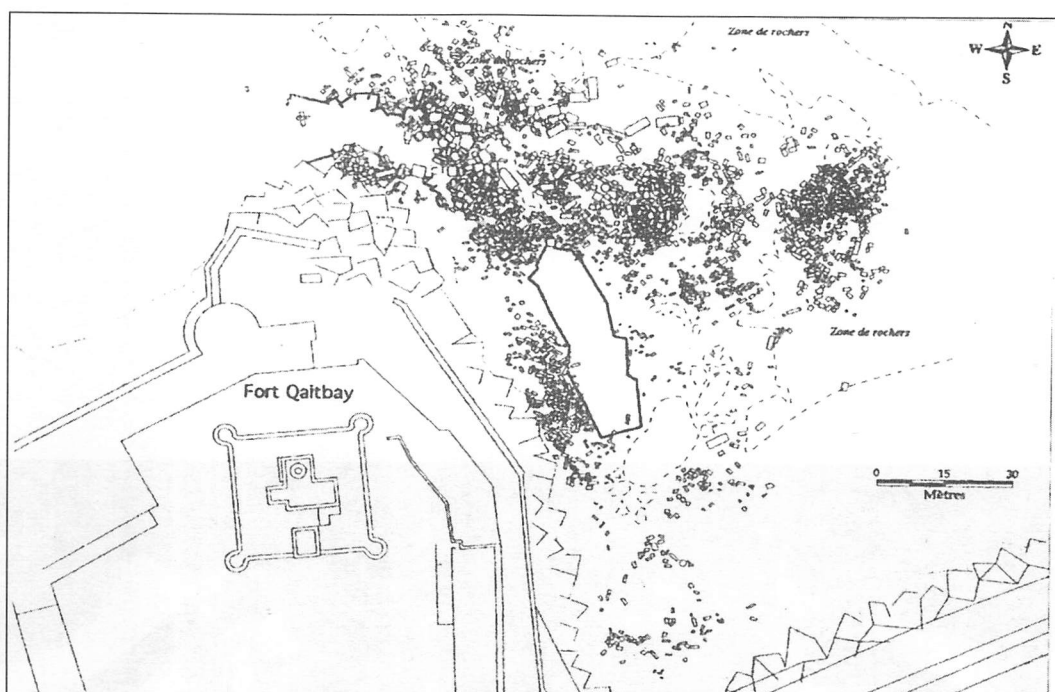 Zone de rochers
N
W E
S
Zone de rochers
Zone de rochers
Fort Qaitbay
0 15 30
Mètres